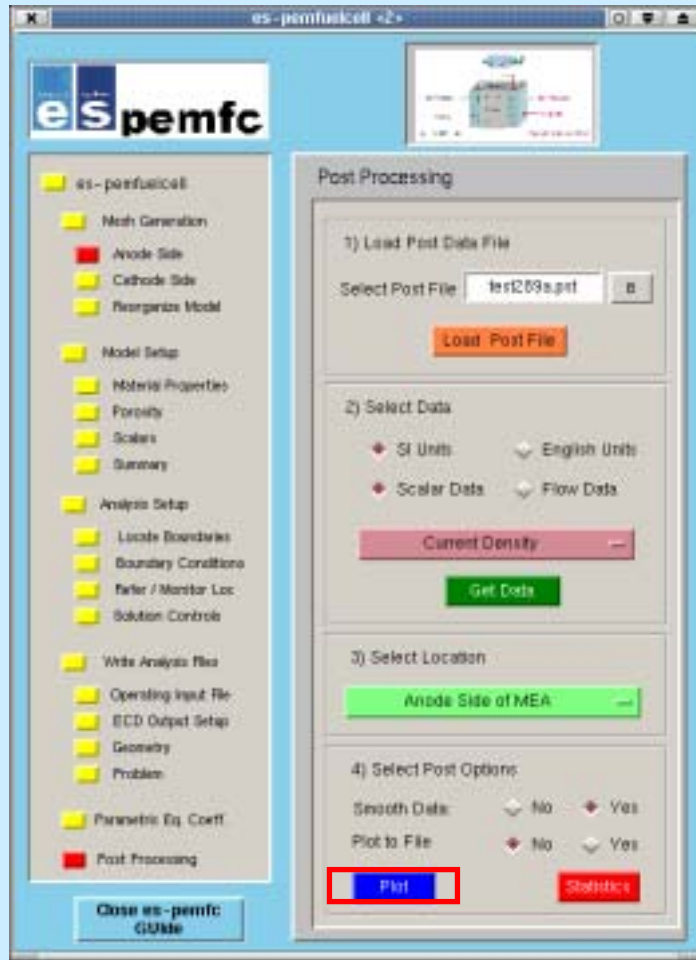 es-pemfuelcell <2>
es pemfc
es-pemfuelcell
Mesh Generation
Anode Side
Cathode Side
Reorganize Model
Model Setup
Material Properties
Porosity
Scalars
Summary
Analysis Setup
Locate Boundaries
Boundary Conditions
Refer / Monitor Loc
Solution Controls
Write Analysis Files
Operating Input File
ECD Output Setup
Geometry
Problem
Parametric Eq. Coeff.
Post Processing
Close es-pemfc
GUIde
Post Processing
1) Load Post Data File
Select Post File test289a.pst B
Load Post File
2) Select Data
SI Units English Units
Scalar Data Flow Data
Current Density
Get Data
3) Select Location
Anode Side of MEA
4) Select Post Options
Smooth Data: No Yes
Plot to File No Yes
Plot Statistics